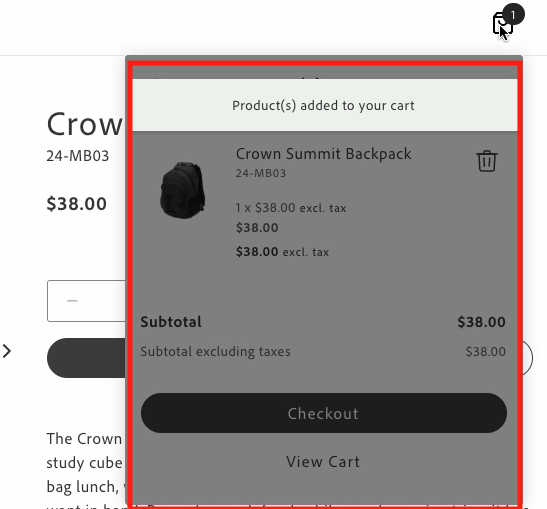 1
Product(s) added to your cart
Crow
24-MB03
$38.00
Crown Summit Backpack
24-MB03
1 x $38.00 excl. tax
$38.00
$38.00 excl. tax
Subtotal
$38.00
Subtotal excluding taxes
$38.00
Checkout
View Cart
The Crown
study cube
bag lunch,